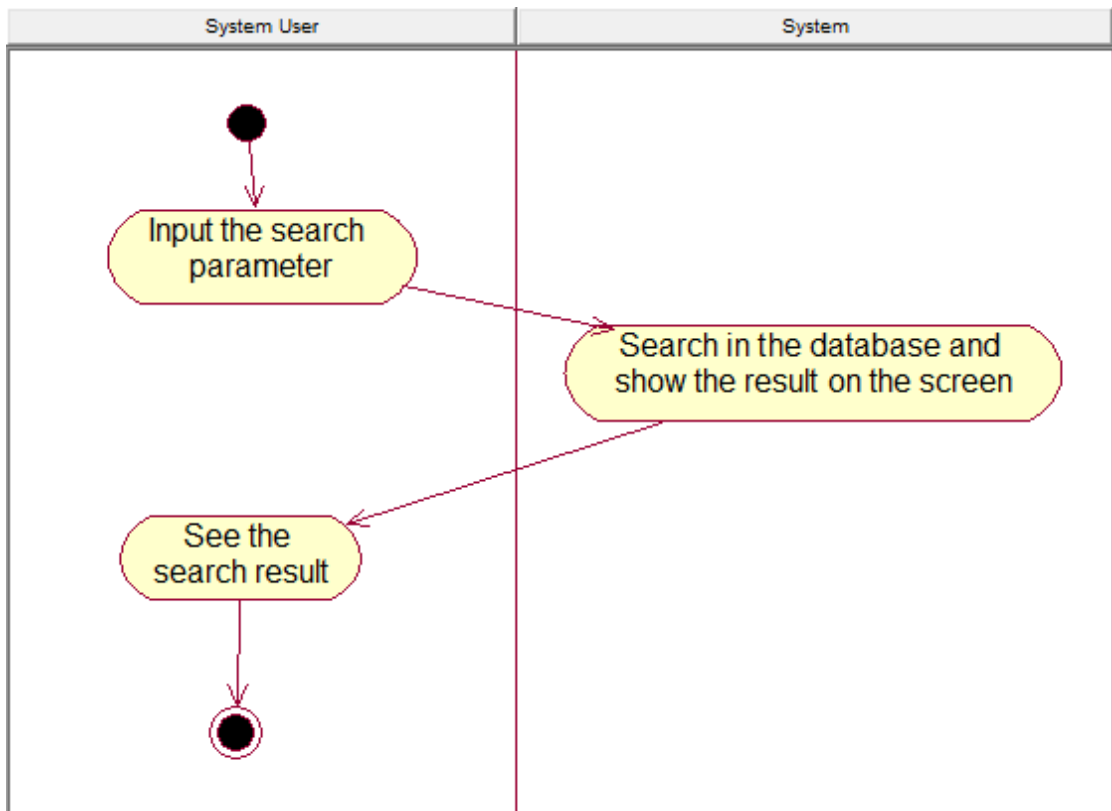 System User
System
Input the search
parameter
Search in the database and
show the result on the screen
See the
search result